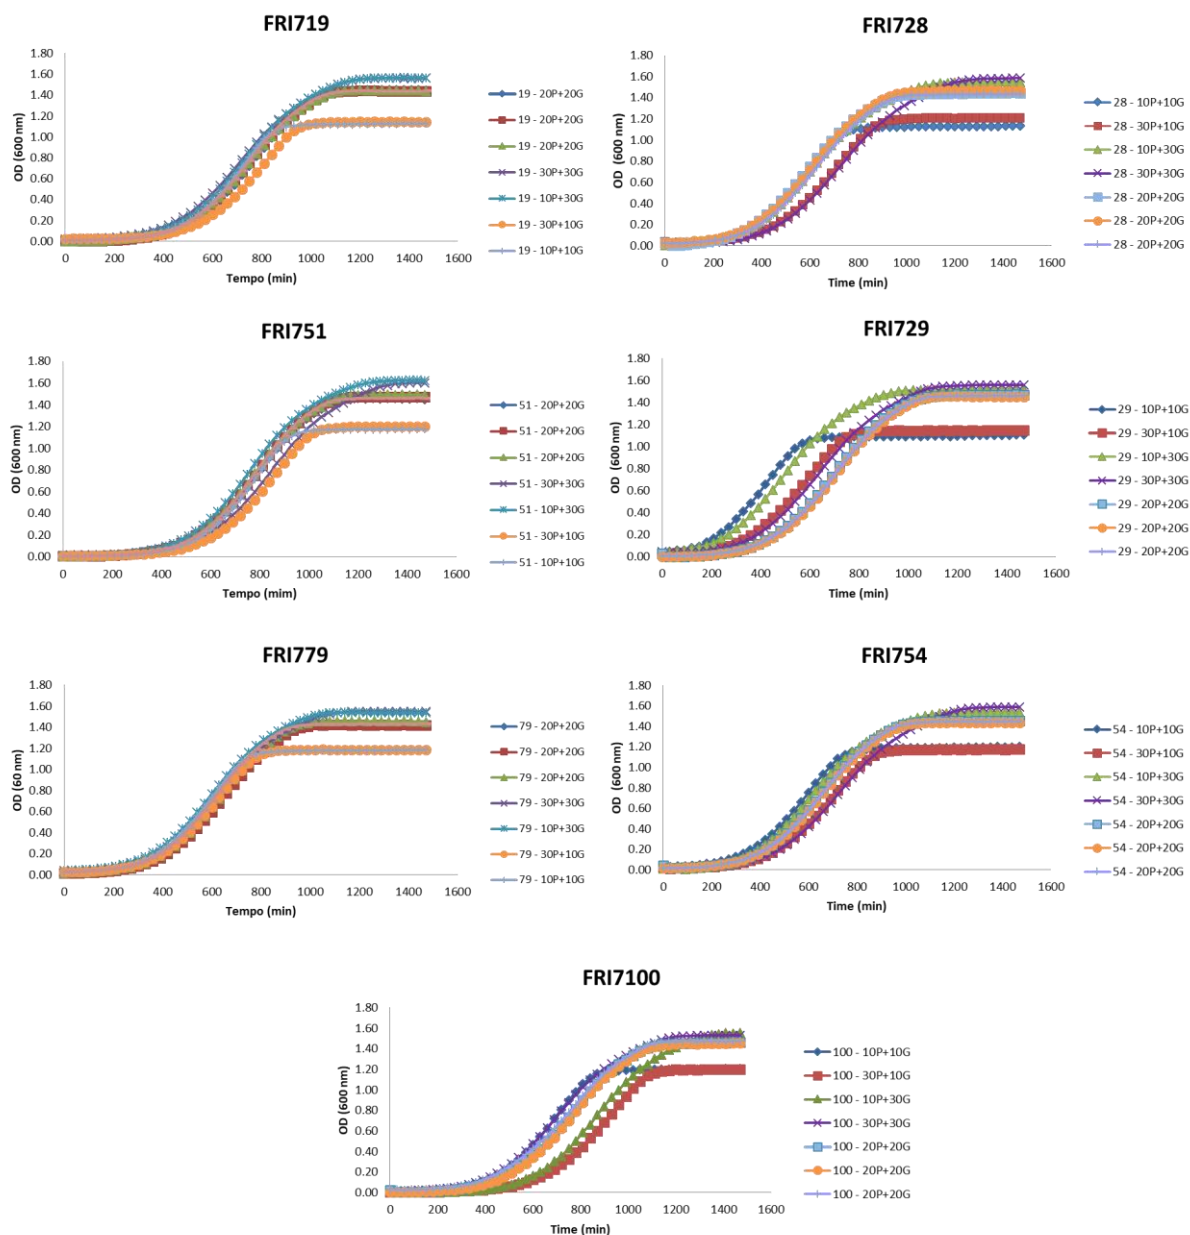 FRI719
1.80
1.60
1.40
1.20
1.00
0.80
0.60
0.40
0.20
0.00
OD (600 nm)
0 200 400 600 800 1000 1200 1400 1600
Tempo (min)
19 - 20P+20G
19 - 20P+20G
19 - 20P+20G
19 - 30P+30G
19 - 10P+30G
19 - 30P+10G
19 - 10P+10G
FRI728
1.80
1.60
1.40
1.20
1.00
0.80
0.60
0.40
0.20
0.00
OD (600 nm)
0 200 400 600 800 1000 1200 1400 1600
Time (min)
28 - 10P+10G
28 - 30P+10G
28 - 10P+30G
28 - 30P+30G
28 - 20P+20G
28 - 20P+20G
28 - 20P+20G
FRI751
1.80
1.60
1.40
1.20
1.00
0.80
0.60
0.40
0.20
0.00
OD (600 nm)
0 200 400 600 800 1000 1200 1400 1600
Tempo (mim)
51 - 20P+20G
51 - 20P+20G
51 - 20P+20G
51 - 30P+30G
51 - 10P+30G
51 - 30P+10G
51 - 10P+10G
FRI729
1.80
1.60
1.40
1.20
1.00
0.80
0.60
0.40
0.20
0.00
OD (600 nm)
0 200 400 600 800 1000 1200 1400 1600
Time (min)
29 - 10P+10G
29 - 30P+10G
29 - 10P+30G
29 - 30P+30G
29 - 20P+20G
29 - 20P+20G
29 - 20P+20G
FRI779
1.80
1.60
1.40
1.20
1.00
0.80
0.60
0.40
0.20
0.00
OD (60 nm)
0 200 400 600 800 1000 1200 1400 1600
Tempo (min)
79 - 20P+20G
79 - 20P+20G
79 - 20P+20G
79 - 30P+30G
79 - 10P+30G
79 - 30P+10G
79 - 10P+10G
FRI754
1.80
1.60
1.40
1.20
1.00
0.80
0.60
0.40
0.20
0.00
OD (600 nm)
0 200 400 600 800 1000 1200 1400 1600
Time (min)
54 - 10P+10G
54 - 30P+10G
54 - 10P+30G
54 - 30P+30G
54 - 20P+20G
54 - 20P+20G
54 - 20P+20G
FRI7100
1.80
1.60
1.40
1.20
1.00
0.80
0.60
0.40
0.20
0.00
OD (600 nm)
0 200 400 600 800 1000 1200 1400 1600
Time (min)
100 - 10P+10G
100 - 30P+10G
100 - 10P+30G
100 - 30P+30G
100 - 20P+20G
100 - 20P+20G
100 - 20P+20G